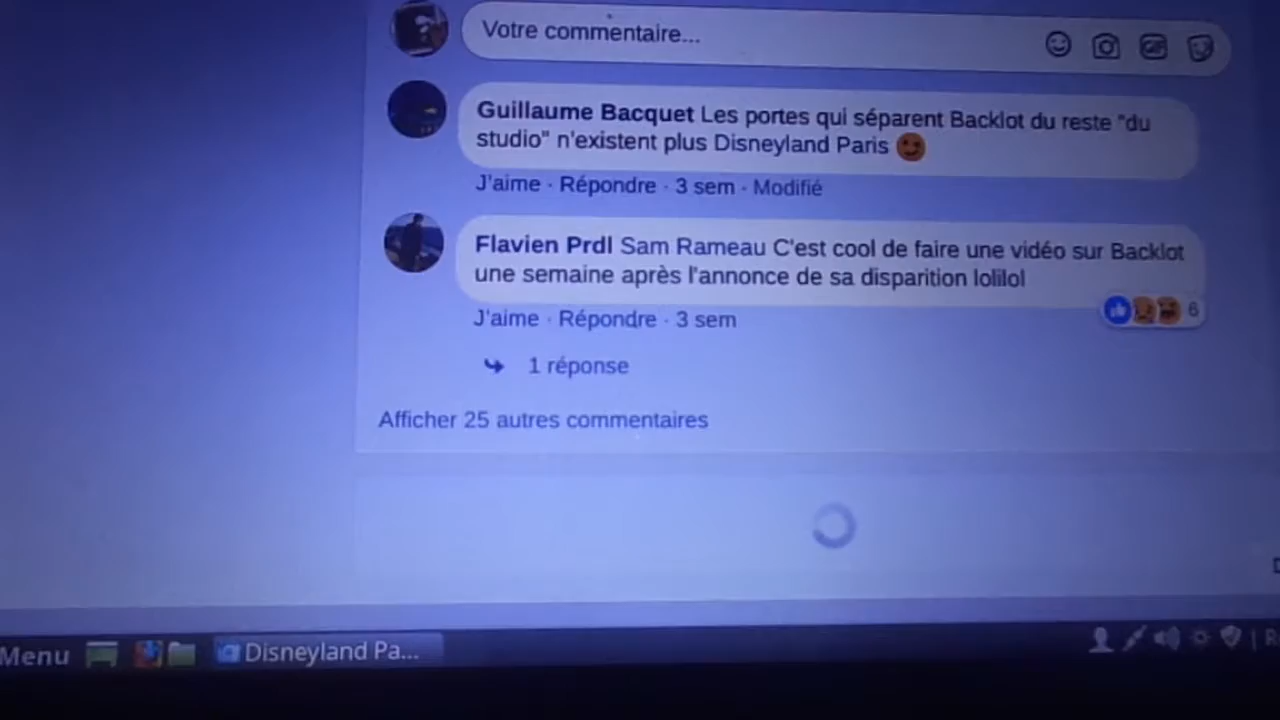 Votre commentaire...
GIF
Guillaume Bacquet Les portes qui séparent Backlot du reste "du
studio" n'existent plus Disneyland Paris
J'aime · Répondre · 3 sem · Modifié
Flavien Prdl Sam Rameau C'est cool de faire une vidéo sur Backlot
une semaine après l'annonce de sa disparition lolilol
6
J'aime · Répondre · 3 sem
1 réponse
Afficher 25 autres commentaires
Menu
Disneyland Pa...